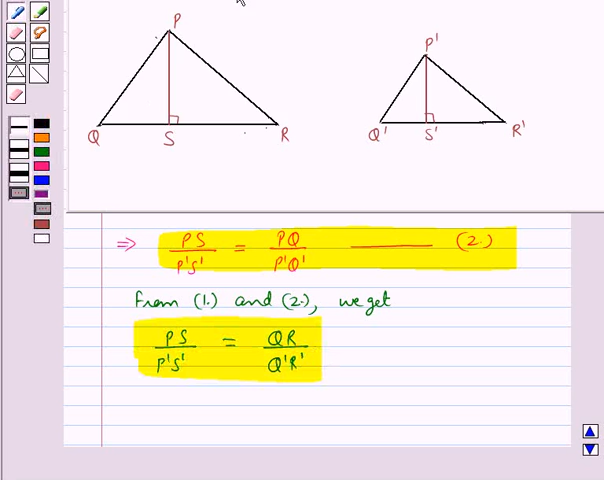 P P'
Q S R Q' S' R'
⇒ PS/P'S' = PQ/P'Q' —— (2.)
From (1.) and (2.), we get
PS/P'S' = QR/Q'R'